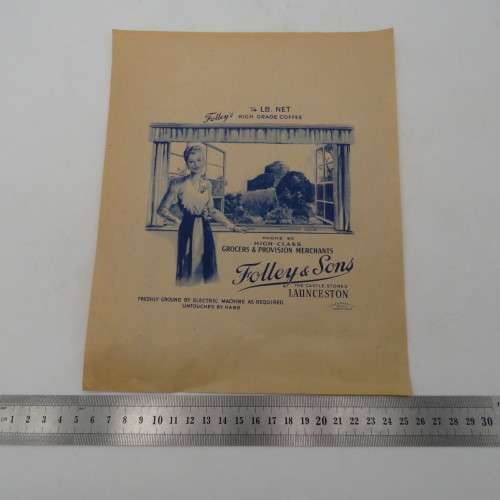 ¼ LB. NET.
Folley's HIGH GRADE COFFEE
PHONE 85
HIGH-CLASS
GROCERS & PROVISION MERCHANTS
Folley & Sons
THE CASTLE STORES
LAUNCESTON
FRESHLY GROUND BY ELECTRIC MACHINE AS REQUIRED.
UNTOUCHED BY HAND
1 2 3 4 5 6 7 8 9 10 11 12 13 14 15 16 17 18 19 20 21 22 23 24 25 26 27 28 29 30